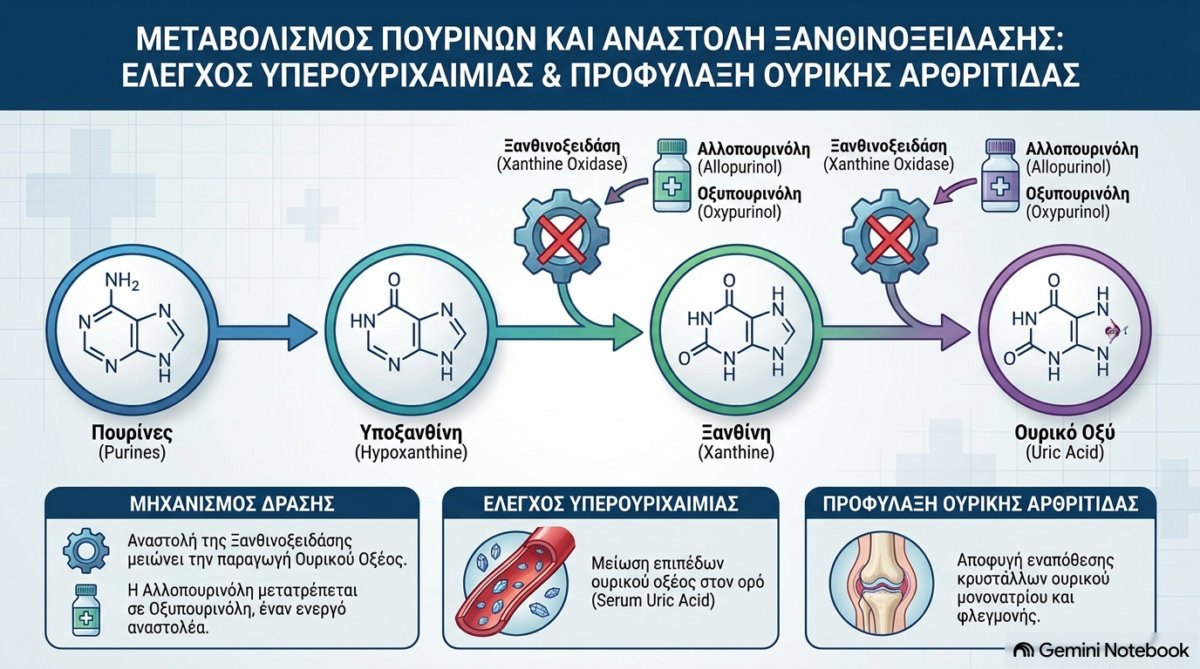 ΜΕΤΑΒΟΛΙΣΜΟΣ ΠΟΥΡΙΝΩΝ ΚΑΙ ΑΝΑΣΤΟΛΗ ΞΑΝΘΙΝΟΞΕΙΔΑΣΗΣ:
ΕΛΕΓΧΟΣ ΥΠΕΡΟΥΡΙΧΑΙΜΙΑΣ & ΠΡΟΦΥΛΑΞΗ ΟΥΡΙΚΗΣ ΑΡΘΡΙΤΙΔΑΣ
Ξανθινοξειδάση
(Xanthine Oxidase)
Αλλοπουρινόλη
(Allopurinol)
Οξυπουρινόλη
(Oxypurinol)
Ξανθινοξειδάση
(Xanthine Oxidase)
Αλλοπουρινόλη
(Allopurinol)
Οξυπουρινόλη
(Oxypurinol)
NH₂
N
N
N
N
H
O
HN
N
N
N
H
O
H
N
HN
O
N
H
N
H
O
H
N
HN
O
N
H
N
H
Πουρίνες
(Purines)
Υποξανθίνη
(Hypoxanthine)
Ξανθίνη
(Xanthine)
Ουρικό Οξύ
(Uric Acid)
ΜΗΧΑΝΙΣΜΟΣ ΔΡΑΣΗΣ
Αναστολή της Ξανθινοξειδάσης
μειώνει την παραγωγή Ουρικού Οξέος.
Η Αλλοπουρινόλη μετατρέπεται
σε Οξυπουρινόλη, έναν ενεργό
αναστολέα.
ΕΛΕΓΧΟΣ ΥΠΕΡΟΥΡΙΧΑΙΜΙΑΣ
Μείωση επιπέδων
ουρικού οξέος στον ορό
(Serum Uric Acid)
ΠΡΟΦΥΛΑΞΗ ΟΥΡΙΚΗΣ ΑΡΘΡΙΤΙΔΑΣ
Αποφυγή εναπόθεσης
κρυστάλλων ουρικού
μονονατρίου και
φλεγμονής.
Gemini Notebook